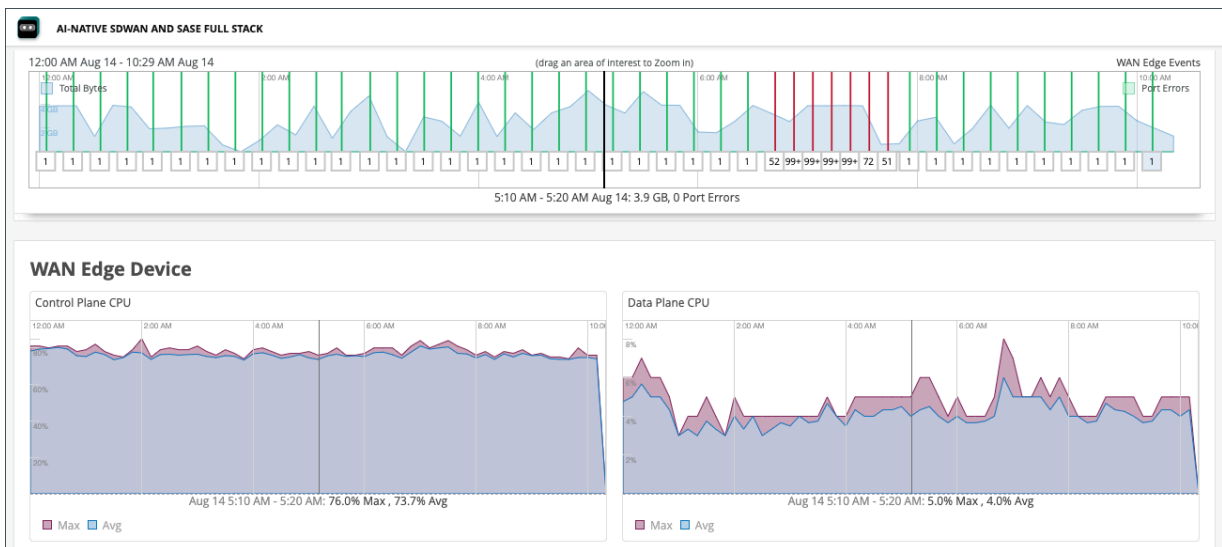 AI-NATIVE SDWAN AND SASE FULL STACK
12:00 AM Aug 14 - 10:29 AM Aug 14 (drag an area of interest to Zoom in) WAN Edge Events
12:00 AM 2:00 AM 4:00 AM 6:00 AM 8:00 AM 10:00 AM
Total Bytes Port Errors
2 GB
1 1 1 1 1 1 1 1 1 1 1 1 1 1 1 1 1 1 1 1 1 1 1 1 1 1 1 52 99+ 99+ 99+ 99+ 72 51 1 1 1 1 1 1 1 1 1 1
5:10 AM - 5:20 AM Aug 14: 3.9 GB, 0 Port Errors
WAN Edge Device
Control Plane CPU
12:00 AM 2:00 AM 4:00 AM 6:00 AM 8:00 AM 10:0
80%
60%
40%
20%
Aug 14 5:10 AM - 5:20 AM: 76.0% Max , 73.7% Avg
Max Avg
Data Plane CPU
12:00 AM 2:00 AM 4:00 AM 6:00 AM 8:00 AM 10:0
8%
6%
4%
2%
Aug 14 5:10 AM - 5:20 AM: 5.0% Max , 4.0% Avg
Max Avg